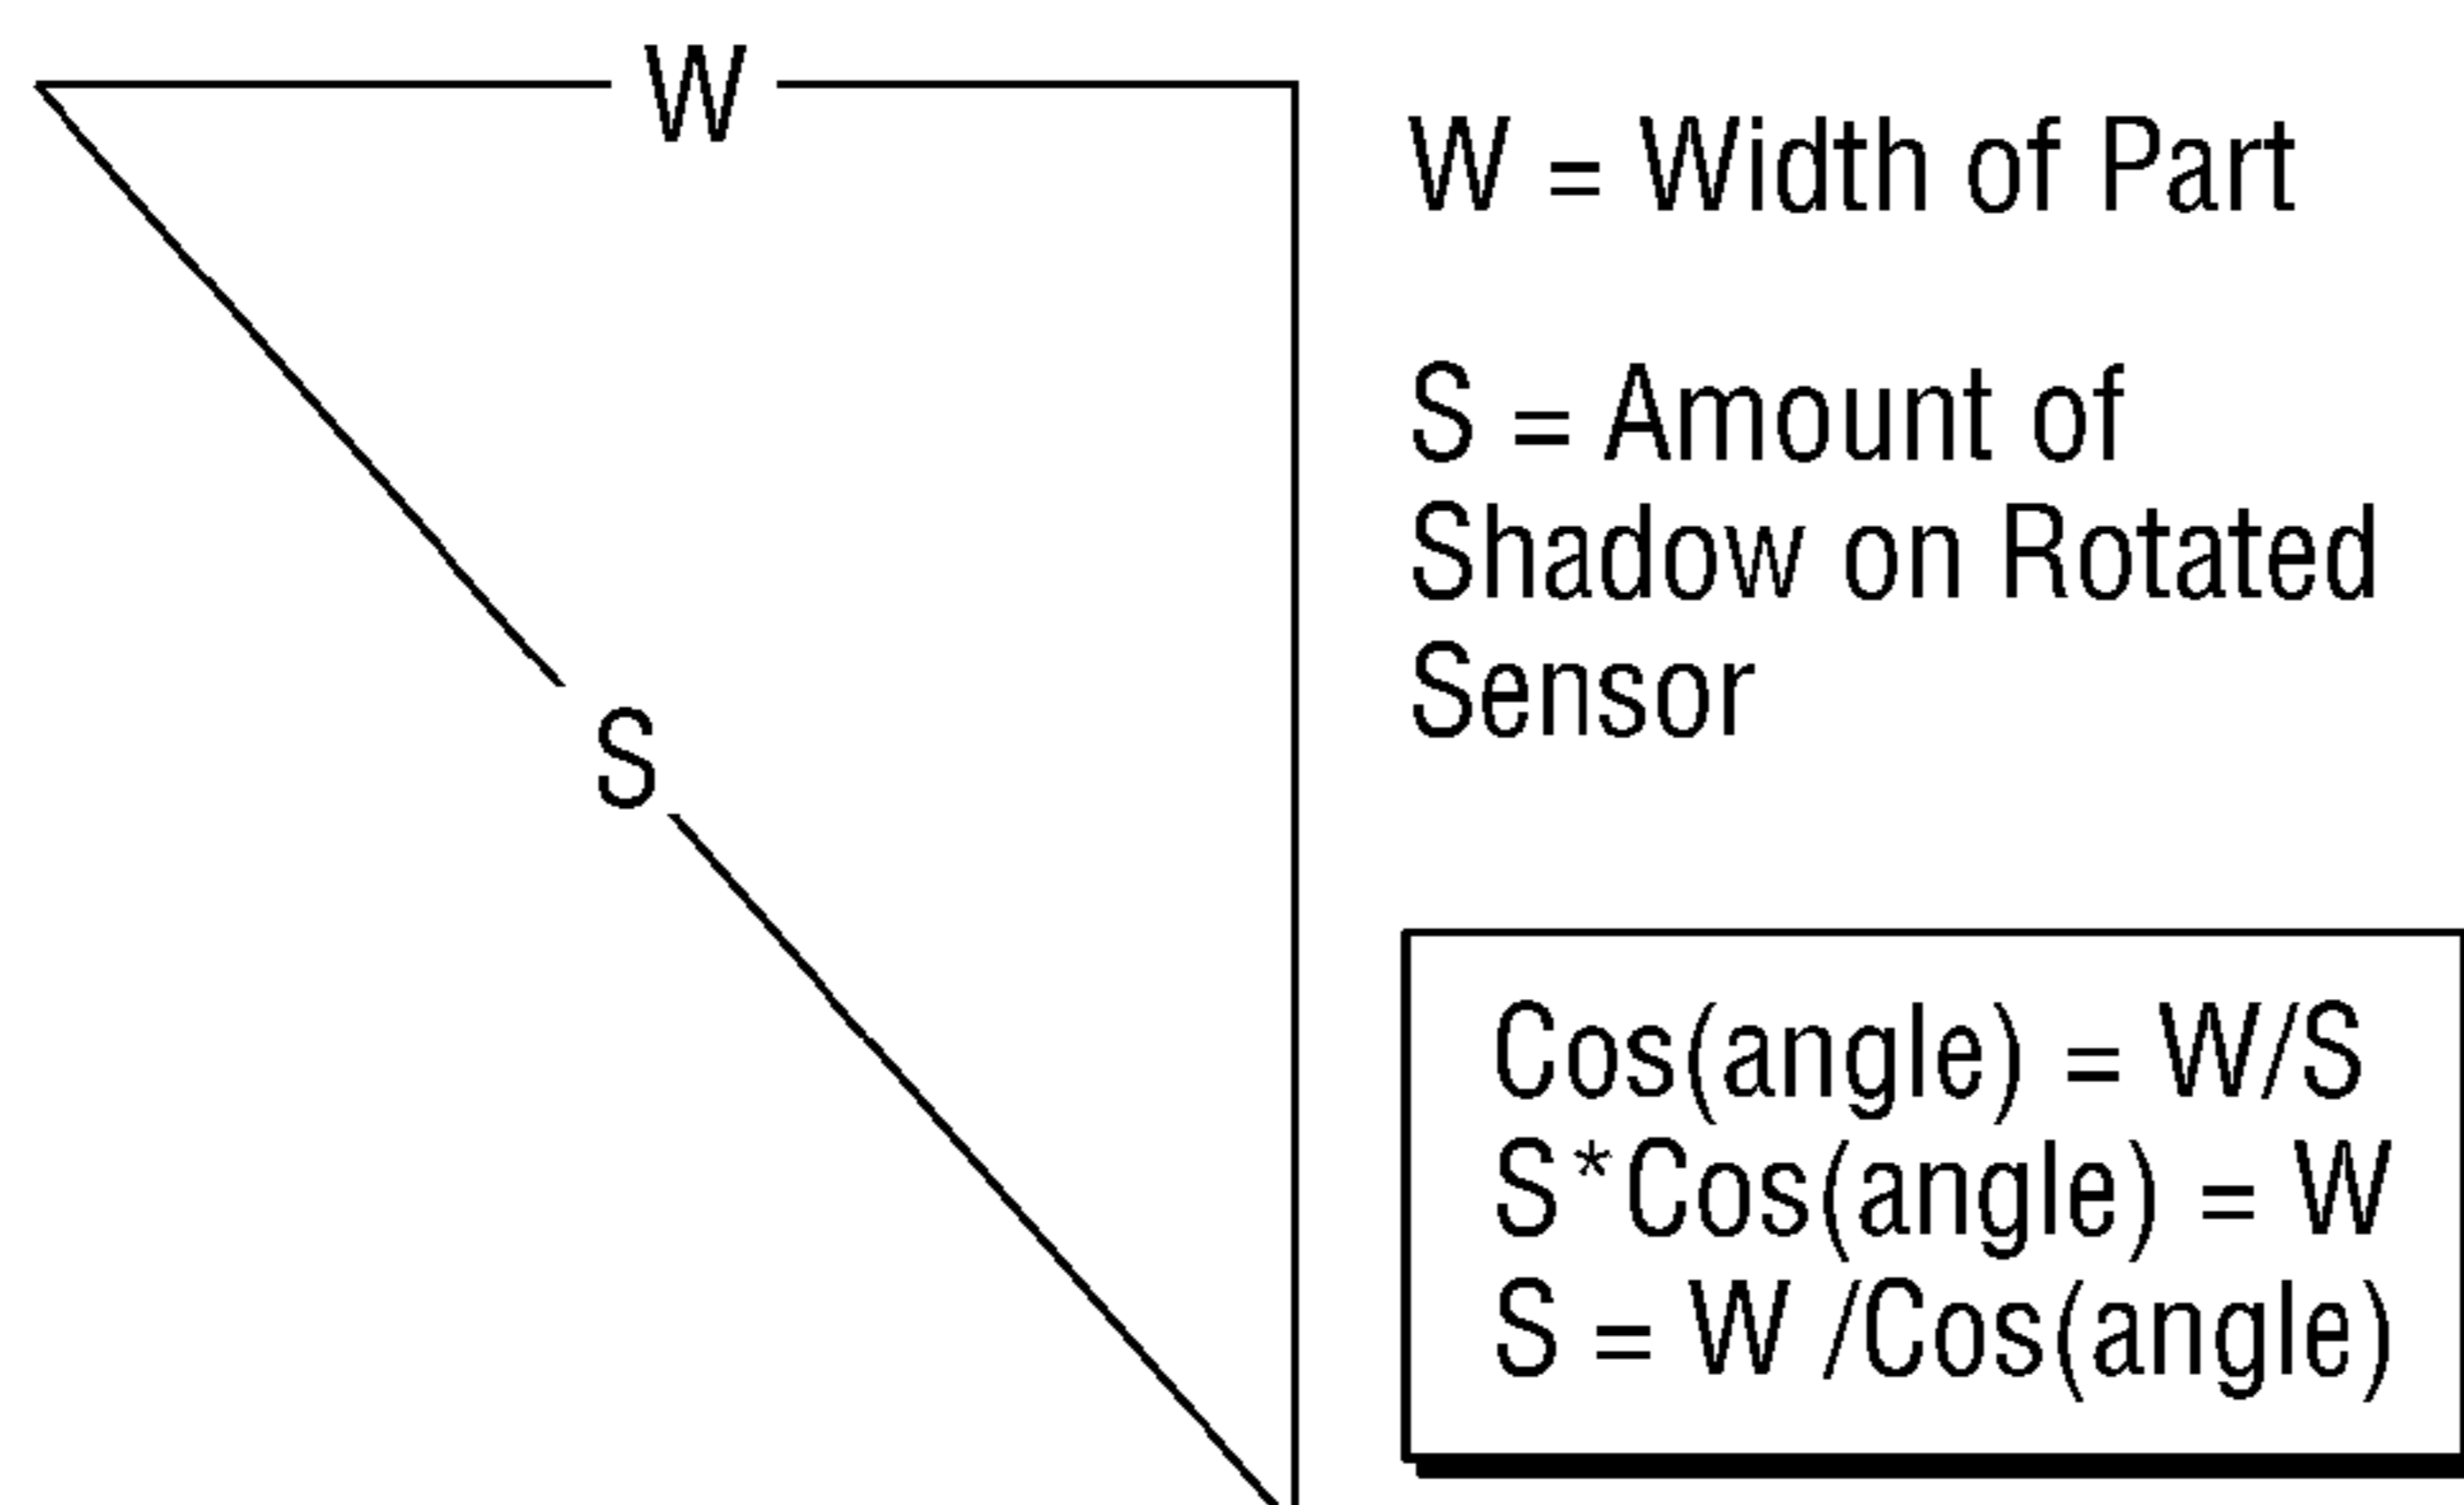 W
S
W = Width of Part
S = Amount of
Shadow on Rotated
Sensor
Cos(angle) = W/S
S*Cos(angle) = W
S = W /Cos(angle)